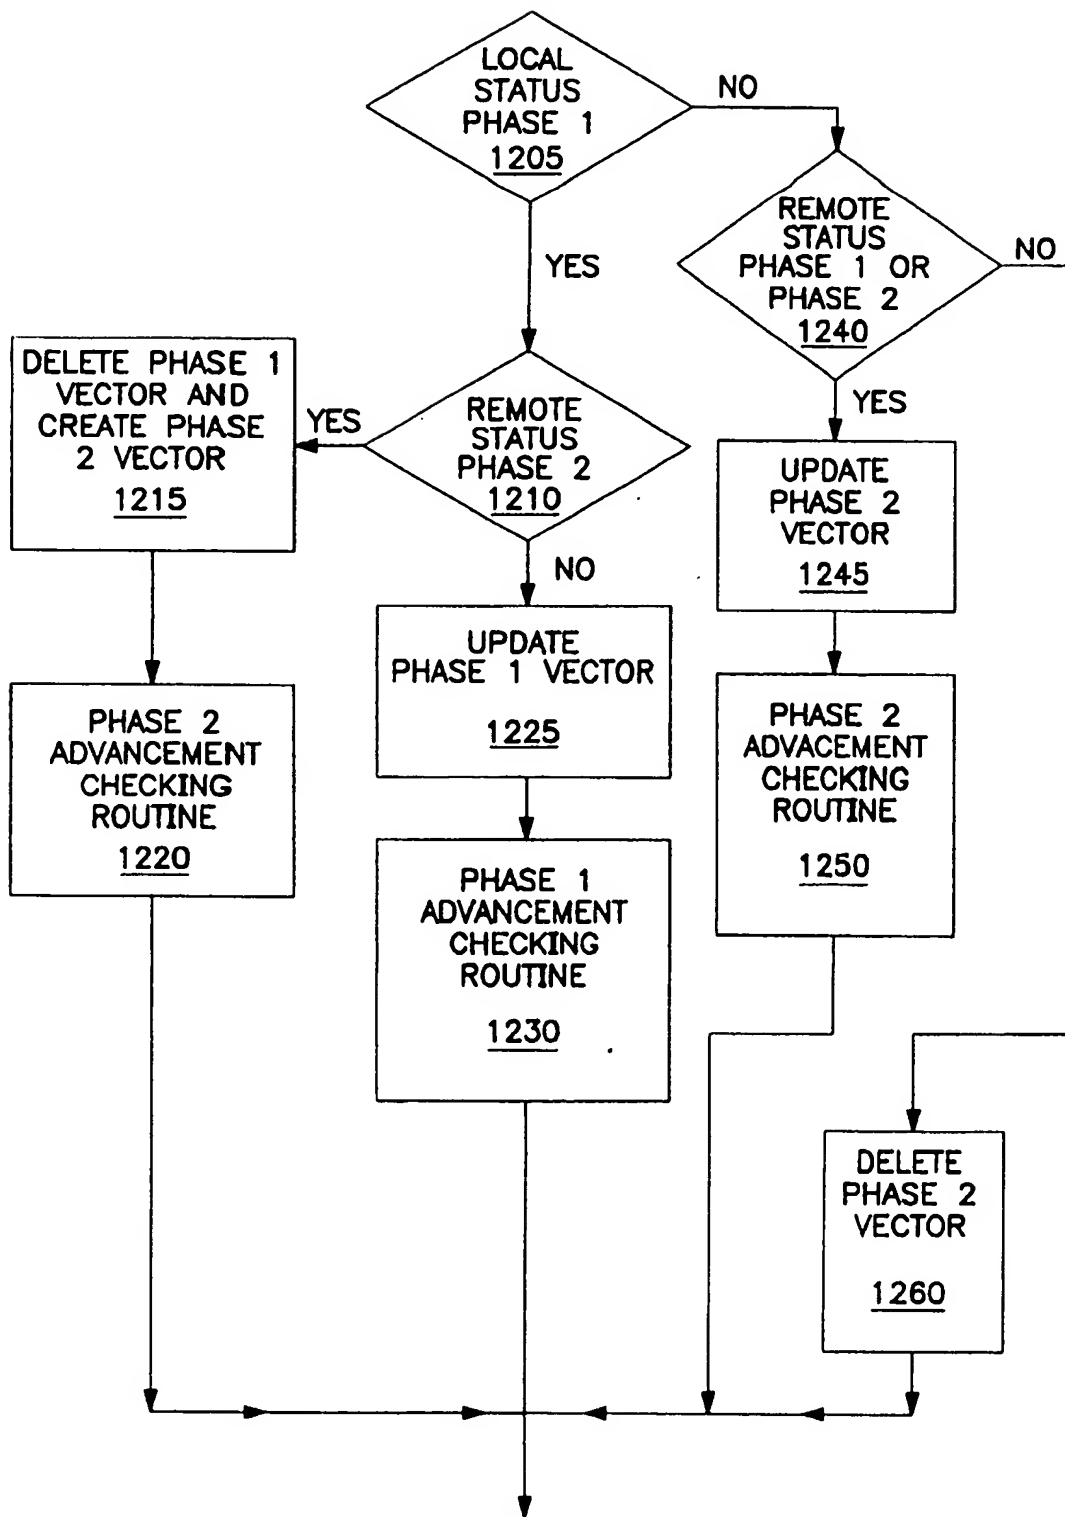 LOCAL
STATUS
PHASE 1
1205
NO
YES
REMOTE
STATUS
PHASE 1 OR
PHASE 2
1240
NO
YES
DELETE PHASE 1
VECTOR AND
CREATE PHASE
2 VECTOR
1215
YES
REMOTE
STATUS
PHASE 2
1210
NO
UPDATE
PHASE 2
VECTOR
1245
UPDATE
PHASE 1 VECTOR
1225
PHASE 2
ADVANCEMENT
CHECKING
ROUTINE
1220
PHASE 1
ADVANCEMENT
CHECKING
ROUTINE
1230
PHASE 2
ADVACEMENT
CHECKING
ROUTINE
1250
DELETE
PHASE 2
VECTOR
1260